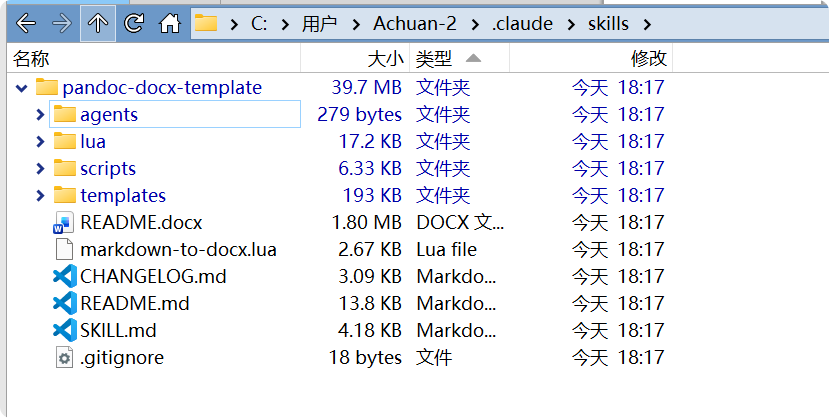 C: 用户 Achuan-2 .claude skills
名称 大小 类型 修改
pandoc-docx-template 39.7 MB 文件夹 今天 18:17
agents 279 bytes 文件夹 今天 18:17
lua 17.2 KB 文件夹 今天 18:17
scripts 6.33 KB 文件夹 今天 18:17
templates 193 KB 文件夹 今天 18:17
README.docx 1.80 MB DOCX 文... 今天 18:17
markdown-to-docx.lua 2.67 KB Lua file 今天 18:17
CHANGELOG.md 3.09 KB Markdo... 今天 18:17
README.md 13.8 KB Markdo... 今天 18:17
SKILL.md 4.18 KB Markdo... 今天 18:17
.gitignore 18 bytes 文件 今天 18:17